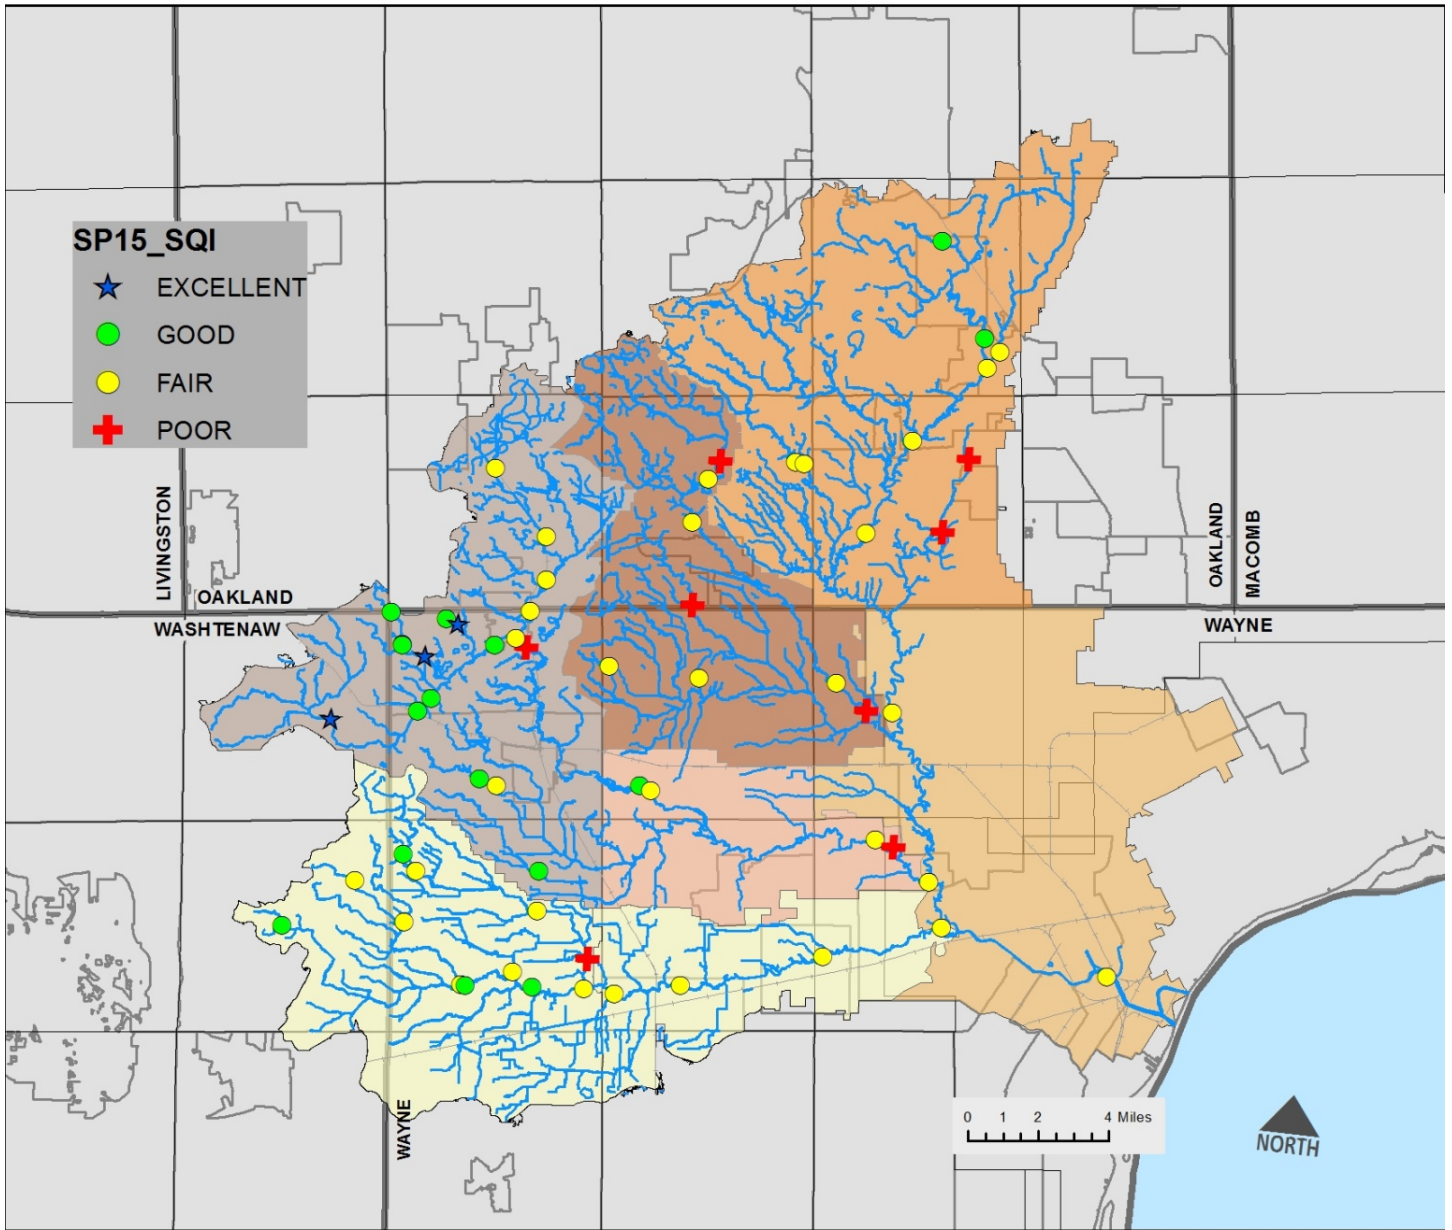 SP15_SQI
EXCELLENT
GOOD
FAIR
POOR
LIVINGSTON
OAKLAND
WASHTENAW
OAKLAND
MACOMB
WAYNE
WAYNE
0 1 2 4 Miles
NORTH